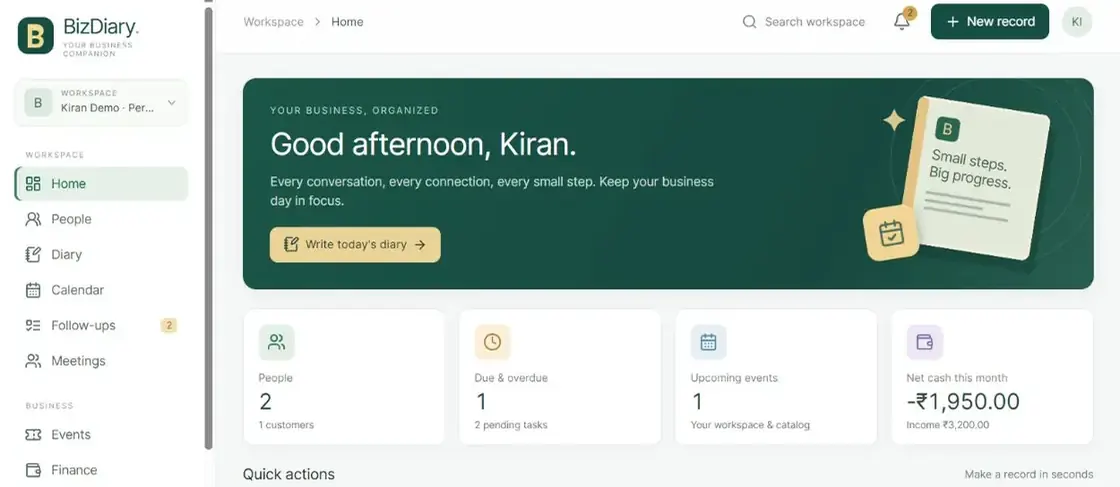 BizDiary.
YOUR BUSINESS
COMPANION
B
WORKSPACE
Kiran Demo · Per...
WORKSPACE
Home
People
Diary
Calendar
Follow-ups 2
Meetings
BUSINESS
Events
Finance
Workspace > Home
Search workspace
2
+ New record
KI
YOUR BUSINESS, ORGANIZED
Good afternoon, Kiran.
Every conversation, every connection, every small step. Keep your business
day in focus.
Write today's diary →
B
Small steps.
Big progress.
People
2
1 customers
Due & overdue
1
2 pending tasks
Upcoming events
1
Your workspace & catalog
Net cash this month
-₹1,950.00
Income ₹3,200.00
Quick actions
Make a record in seconds